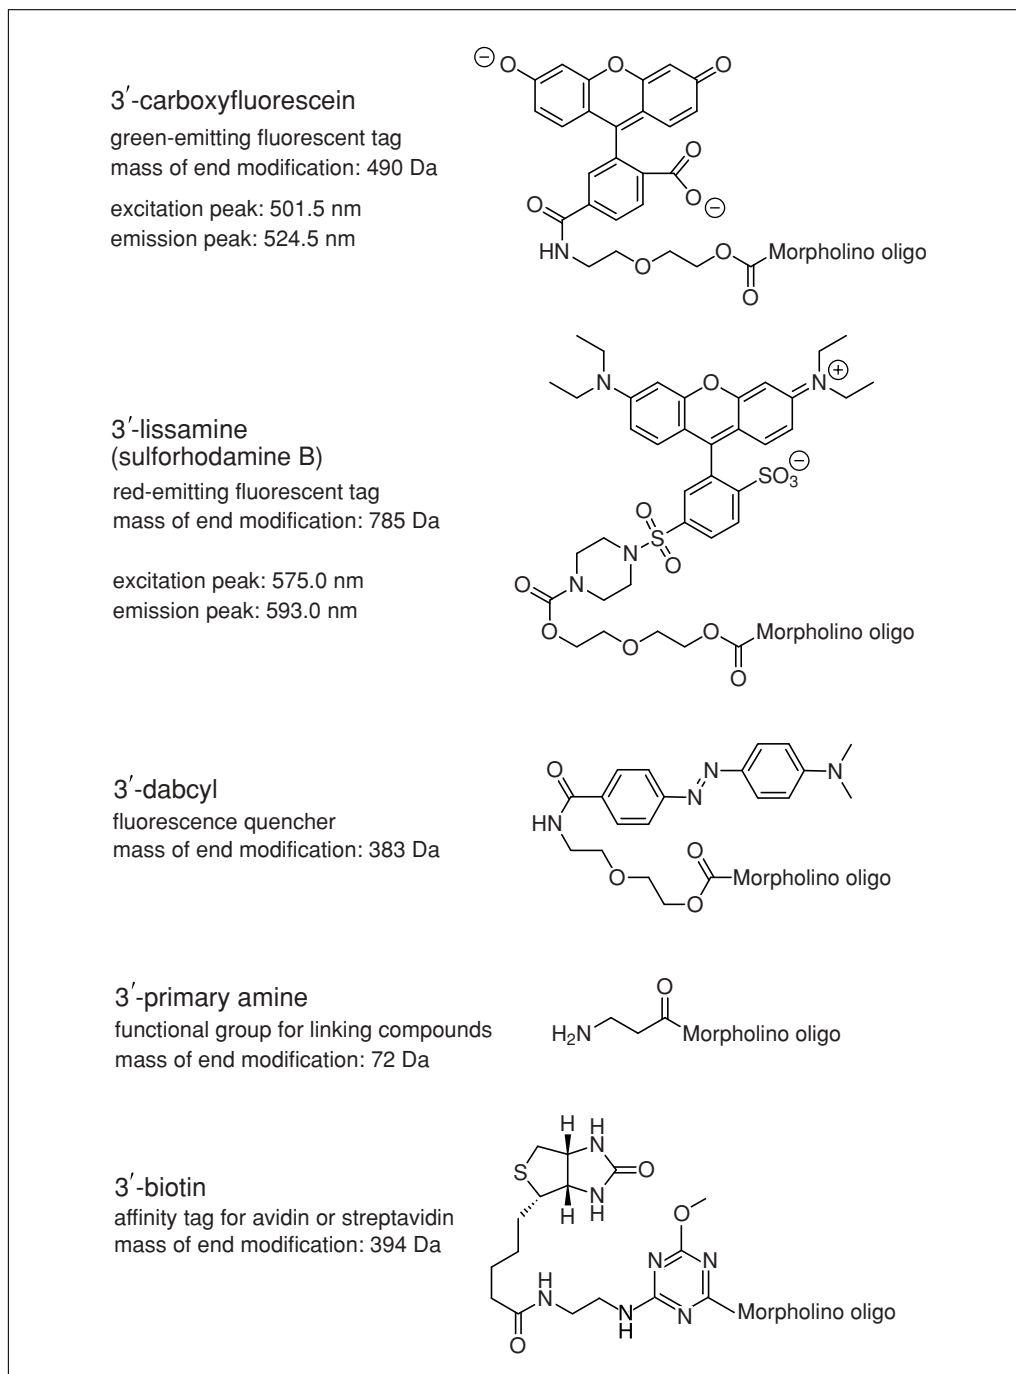 3′-carboxyfluorescein
green-emitting fluorescent tag
mass of end modification: 490 Da
excitation peak: 501.5 nm
emission peak: 524.5 nm
⊖ O O O
O
O ⊖
O
HN
O O Morpholino oligo
O
3′-lissamine
(sulforhodamine B)
red-emitting fluorescent tag
mass of end modification: 785 Da
excitation peak: 575.0 nm
emission peak: 593.0 nm
N O N ⊕
SO3 ⊖
O
N S
O
O N
O O O Morpholino oligo
O
3′-dabcyl
fluorescence quencher
mass of end modification: 383 Da
O N N
N
HN
O O Morpholino oligo
O
3′-primary amine
functional group for linking compounds
mass of end modification: 72 Da
O
H2N Morpholino oligo
3′-biotin
affinity tag for avidin or streptavidin
mass of end modification: 394 Da
H H
N
S O
N
H H
O
N N
H
N N N Morpholino oligo
H
O